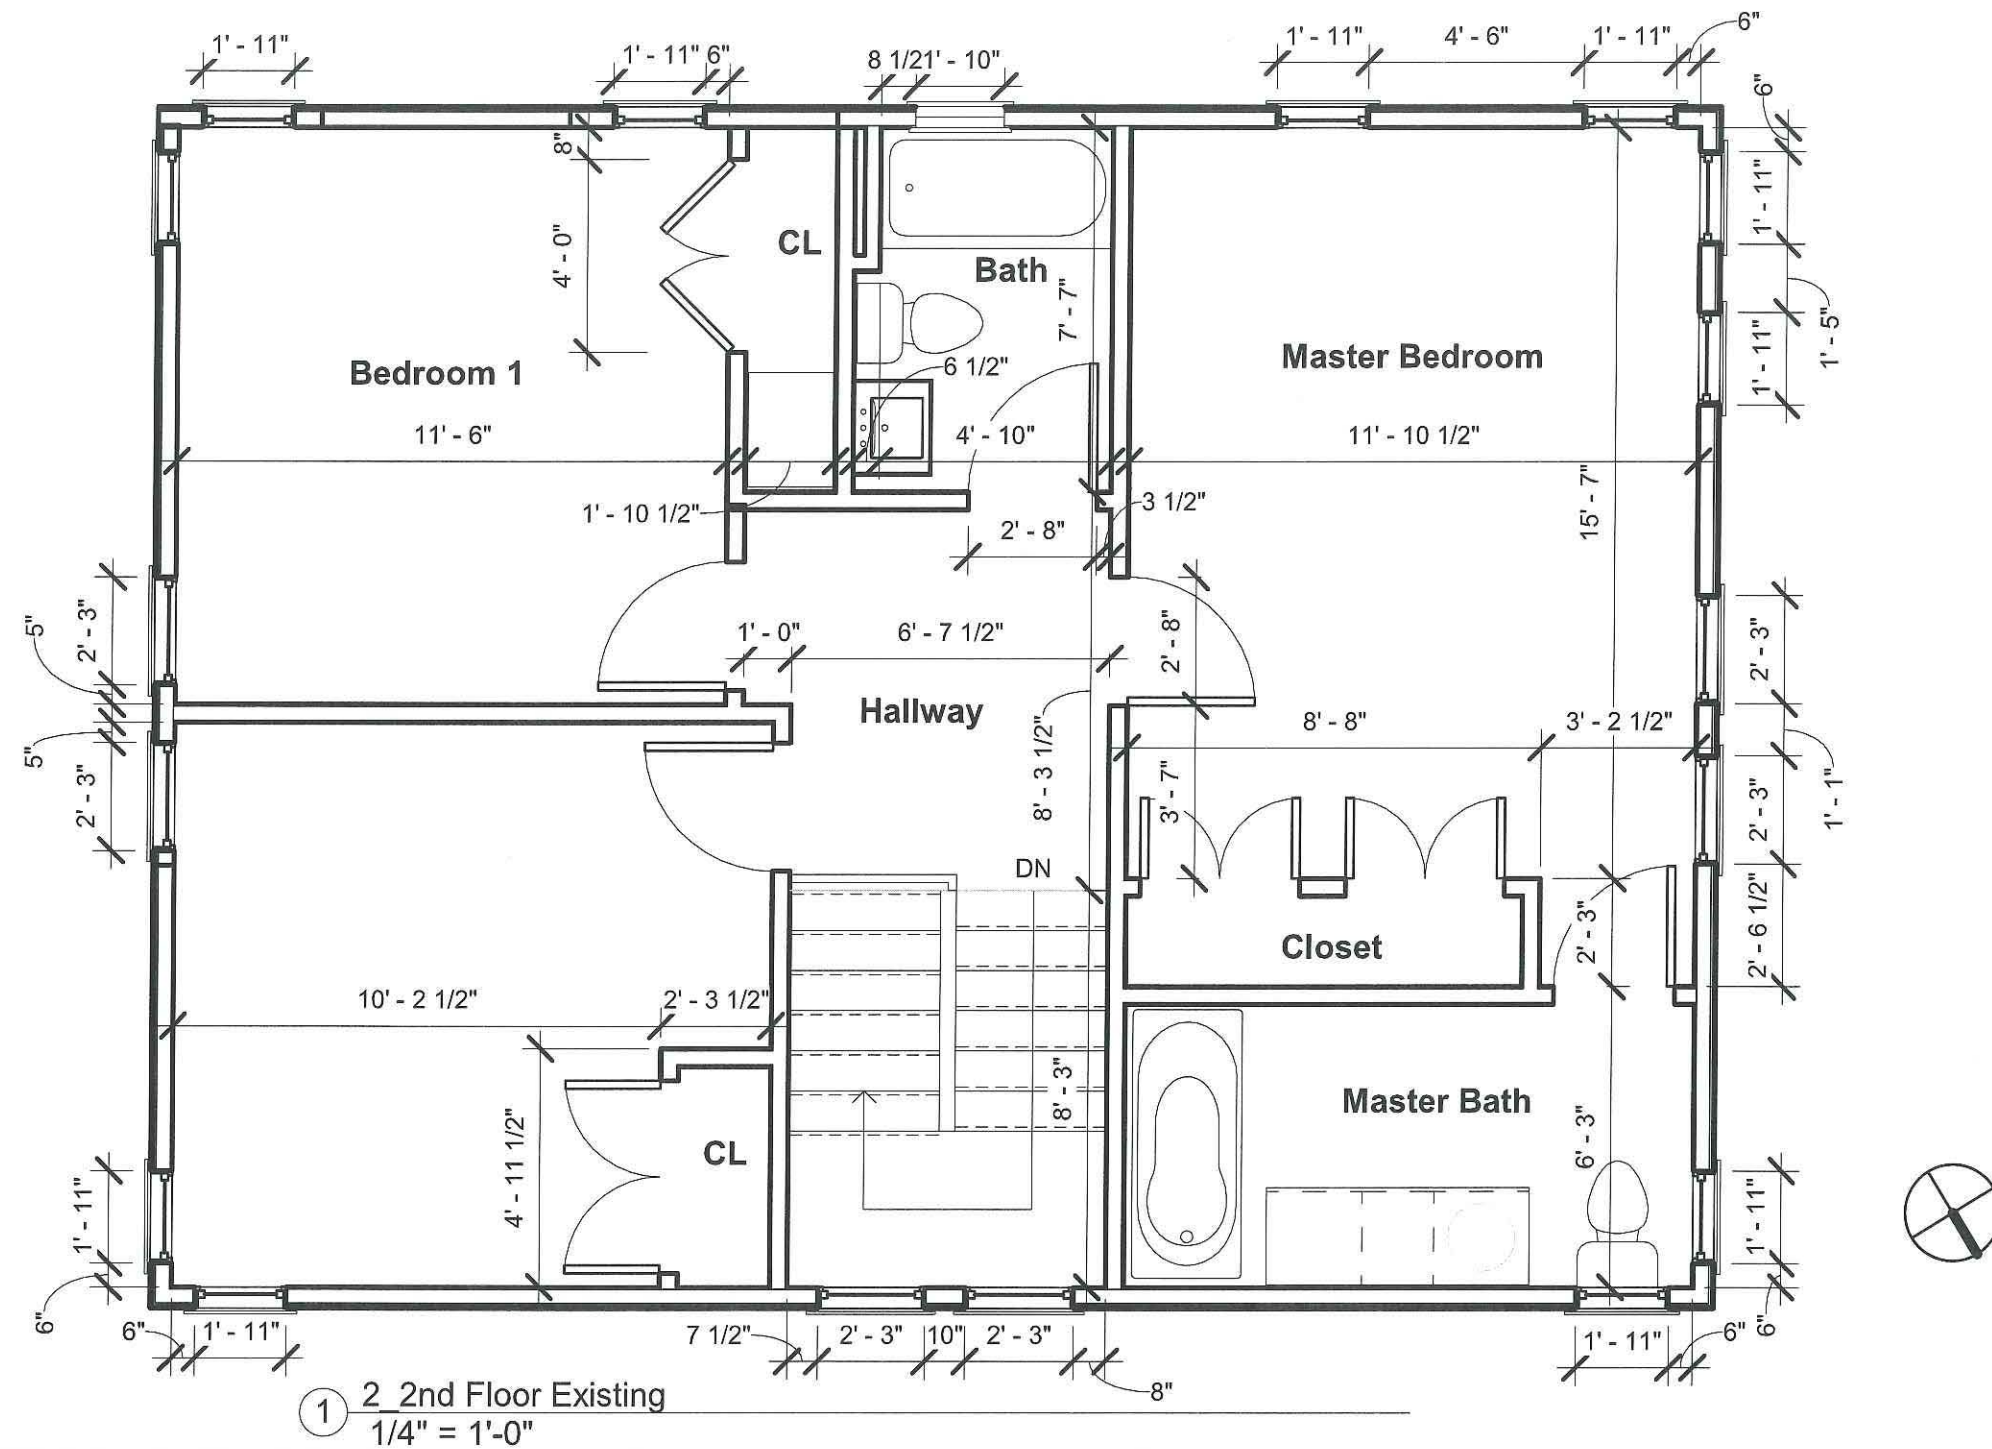 1' - 11"
1' - 11" 6"
8 1/21' - 10"
1' - 11"
4' - 6"
1' - 11"
6"
6"
8"
1' - 11"
4' - 0"
CL
Bath
7' - 7"
1' - 5"
Bedroom 1
6 1/2"
Master Bedroom
1' - 11"
11' - 6"
4' - 10"
11' - 10 1/2"
1' - 10 1/2"
3 1/2"
15' - 7"
2' - 8"
5"
2' - 3"
1' - 0"
6' - 7 1/2"
2' - 8"
2' - 3"
Hallway
8' - 8"
3' - 2 1/2"
5"
2' - 3"
8' - 3 1/2"
3' - 7"
2' - 3"
1' - 1"
DN
Closet
2' - 3"
2' - 6 1/2"
10' - 2 1/2"
2' - 3 1/2"
8' - 3"
Master Bath
4' - 11 1/2"
CL
6' - 3"
1' - 11"
1' - 11"
6"
6"
1' - 11"
7 1/2"
2' - 3"
10"
2' - 3"
8"
1' - 11"
6"
6"
1
2_2nd Floor Existing
1/4" = 1'-0"